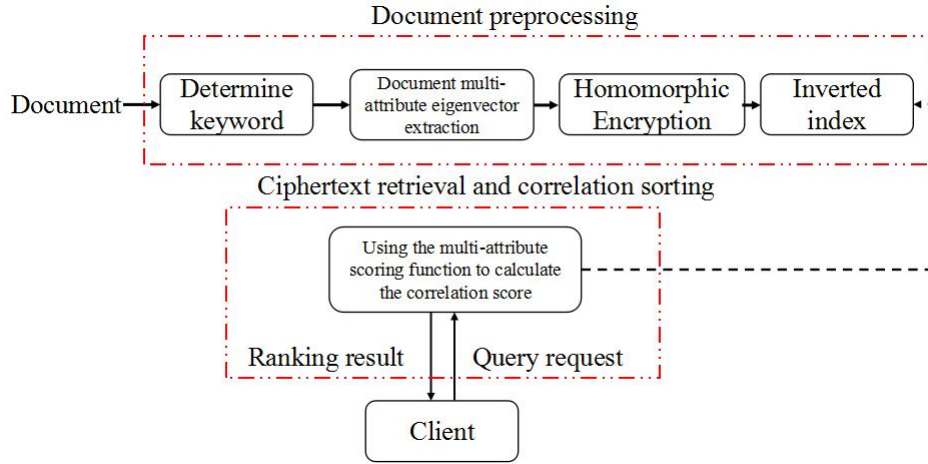 Document preprocessing
Document
Determine
keyword
Document multi-
attribute eigenvector
extraction
Homomorphic
Encryption
Inverted
index
Ciphertext retrieval and correlation sorting
Using the multi-attribute
scoring function to calculate
the correlation score
Ranking result
Query request
Client